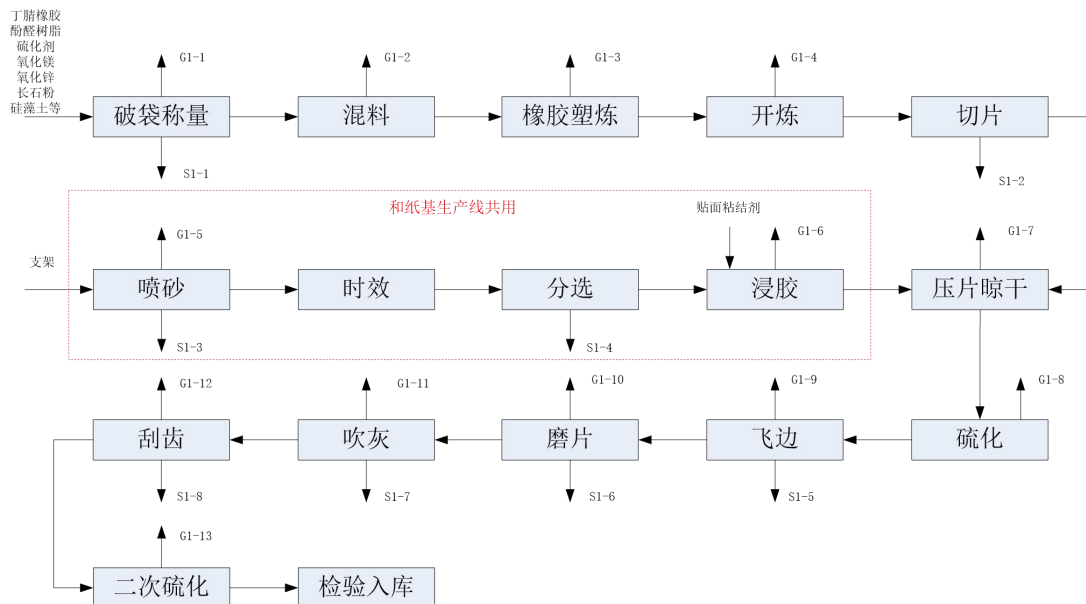 丁腈橡胶
酚醛树脂
硫化剂
氧化镁
氧化锌
长石粉
硅藻土等
G1-1
G1-2
G1-3
G1-4
破袋称量
混料
橡胶塑炼
开炼
切片
S1-1
S1-2
和纸基生产线共用
贴面粘结剂
G1-5
G1-6
G1-7
支架
喷砂
时效
分选
浸胶
压片晾干
S1-3
S1-4
G1-12
G1-11
G1-10
G1-9
G1-8
刮齿
吹灰
磨片
飞边
硫化
S1-8
S1-7
S1-6
S1-5
G1-13
二次硫化
检验入库